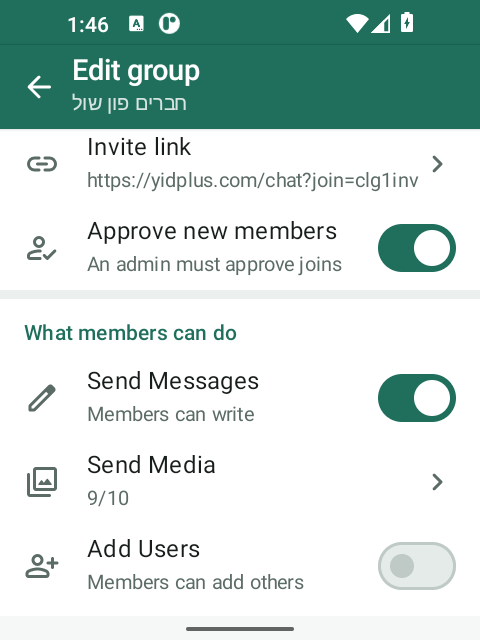 1:46
A
Edit group
חברים פון שול
Invite link
https://yidplus.com/chat?join=clg1inv
Approve new members
An admin must approve joins
What members can do
Send Messages
Members can write
Send Media
9/10
Add Users
Members can add others